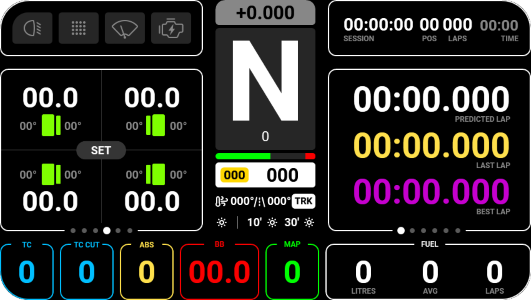 +0.000
00:00:00 00 000 00:00
SESSION POS LAPS TIME
N
0
00.0 00.0
00° 00° 00° 00°
SET
00° 00° 00° 00°
00.0 00.0
00:00.000
PREDICTED LAP
00:00.000
LAST LAP
00:00.000
BEST LAP
000 000
000°/ 000° TRK
10' 30'
TC TC CUT ABS BB MAP FUEL
0 0 0 00.0 0 0 0 0
LITRES AVG LAPS